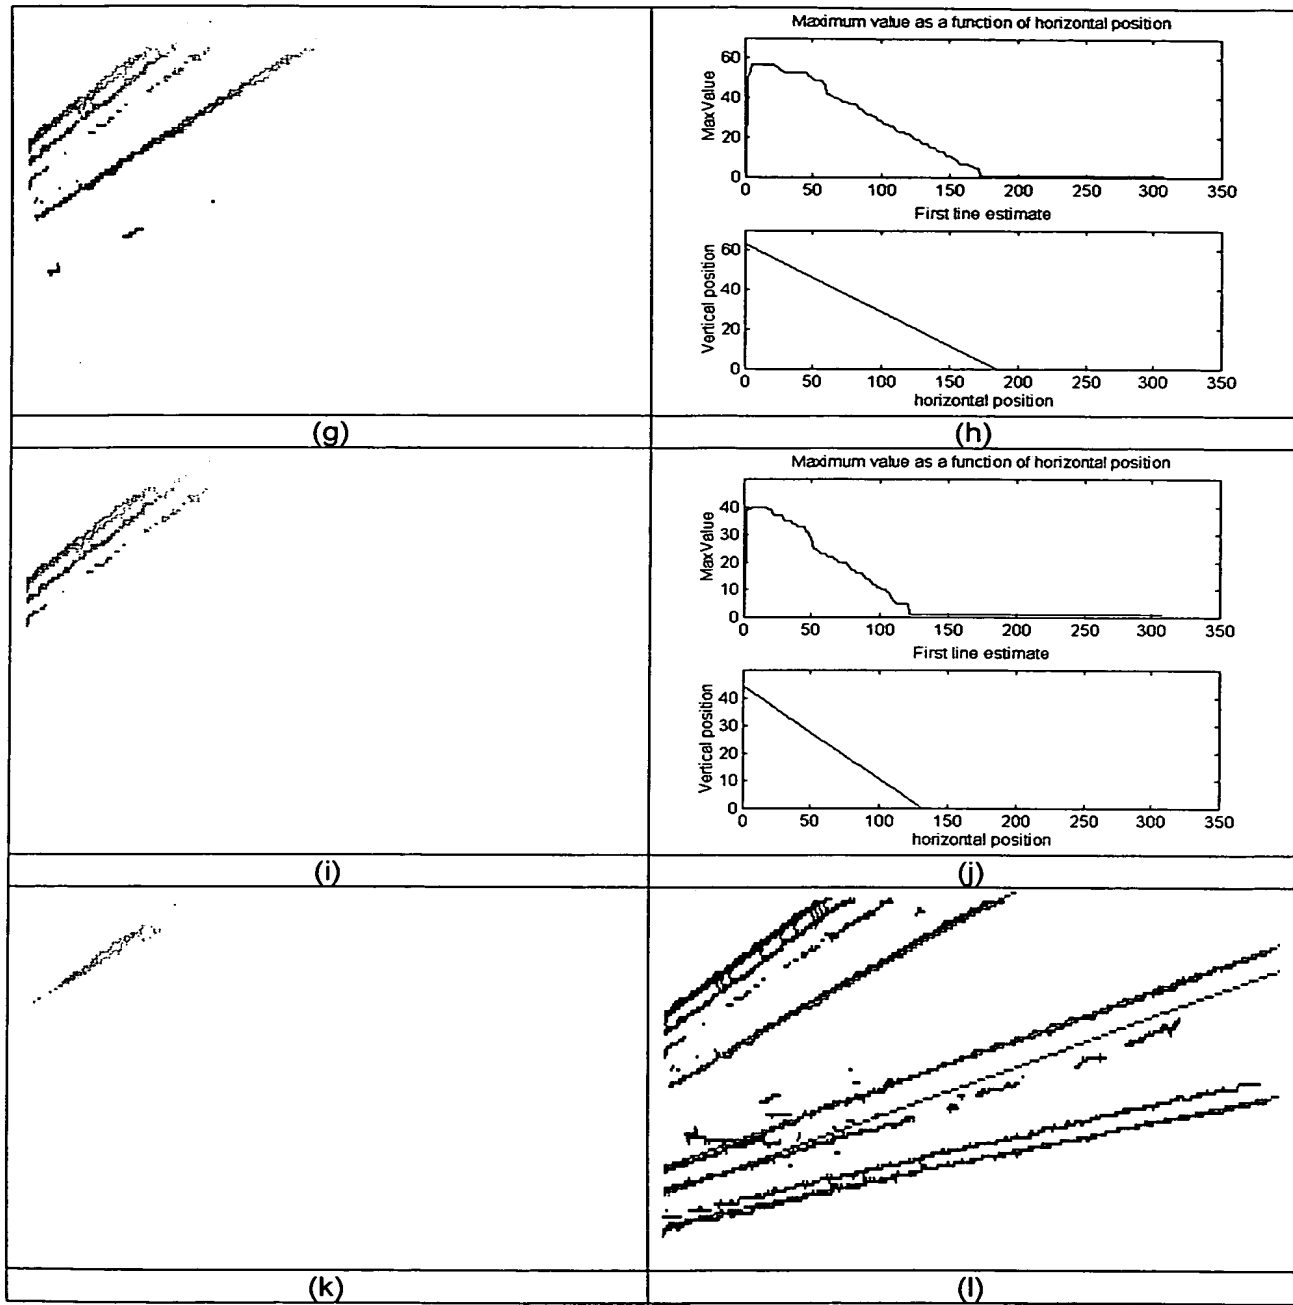 Maximum value as a function of horizontal position
MaxValue
60
40
20
0
0 50 100 150 200 250 300 350
First line estimate
Vertical position
60
40
20
0
0 50 100 150 200 250 300 350
horizontal position
(g) (h)
Maximum value as a function of horizontal position
MaxValue
50
40
30
20
10
0
0 50 100 150 200 250 300 350
First line estimate
Vertical position
40
30
20
10
0
0 50 100 150 200 250 300 350
horizontal position
(i) (j)
(k) (l)